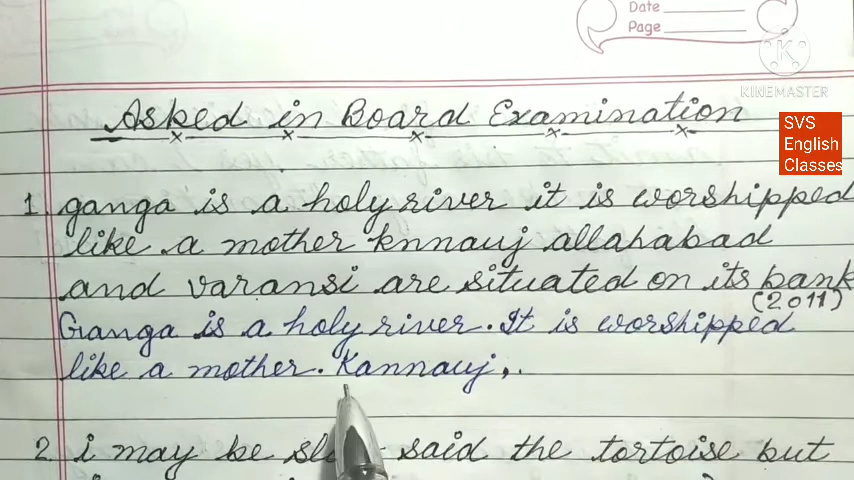 Date
Page
KINEMASTER
Asked in Board Examination
SVS
English
Classes
1. ganga is a holy river it is worshipped
like a mother knnauj allahabad
and varansi are situated on its bank
(2011)
Ganga is a holy river. It is worshipped
like a mother. Kannauj,.
2. i may be said the tortoise but